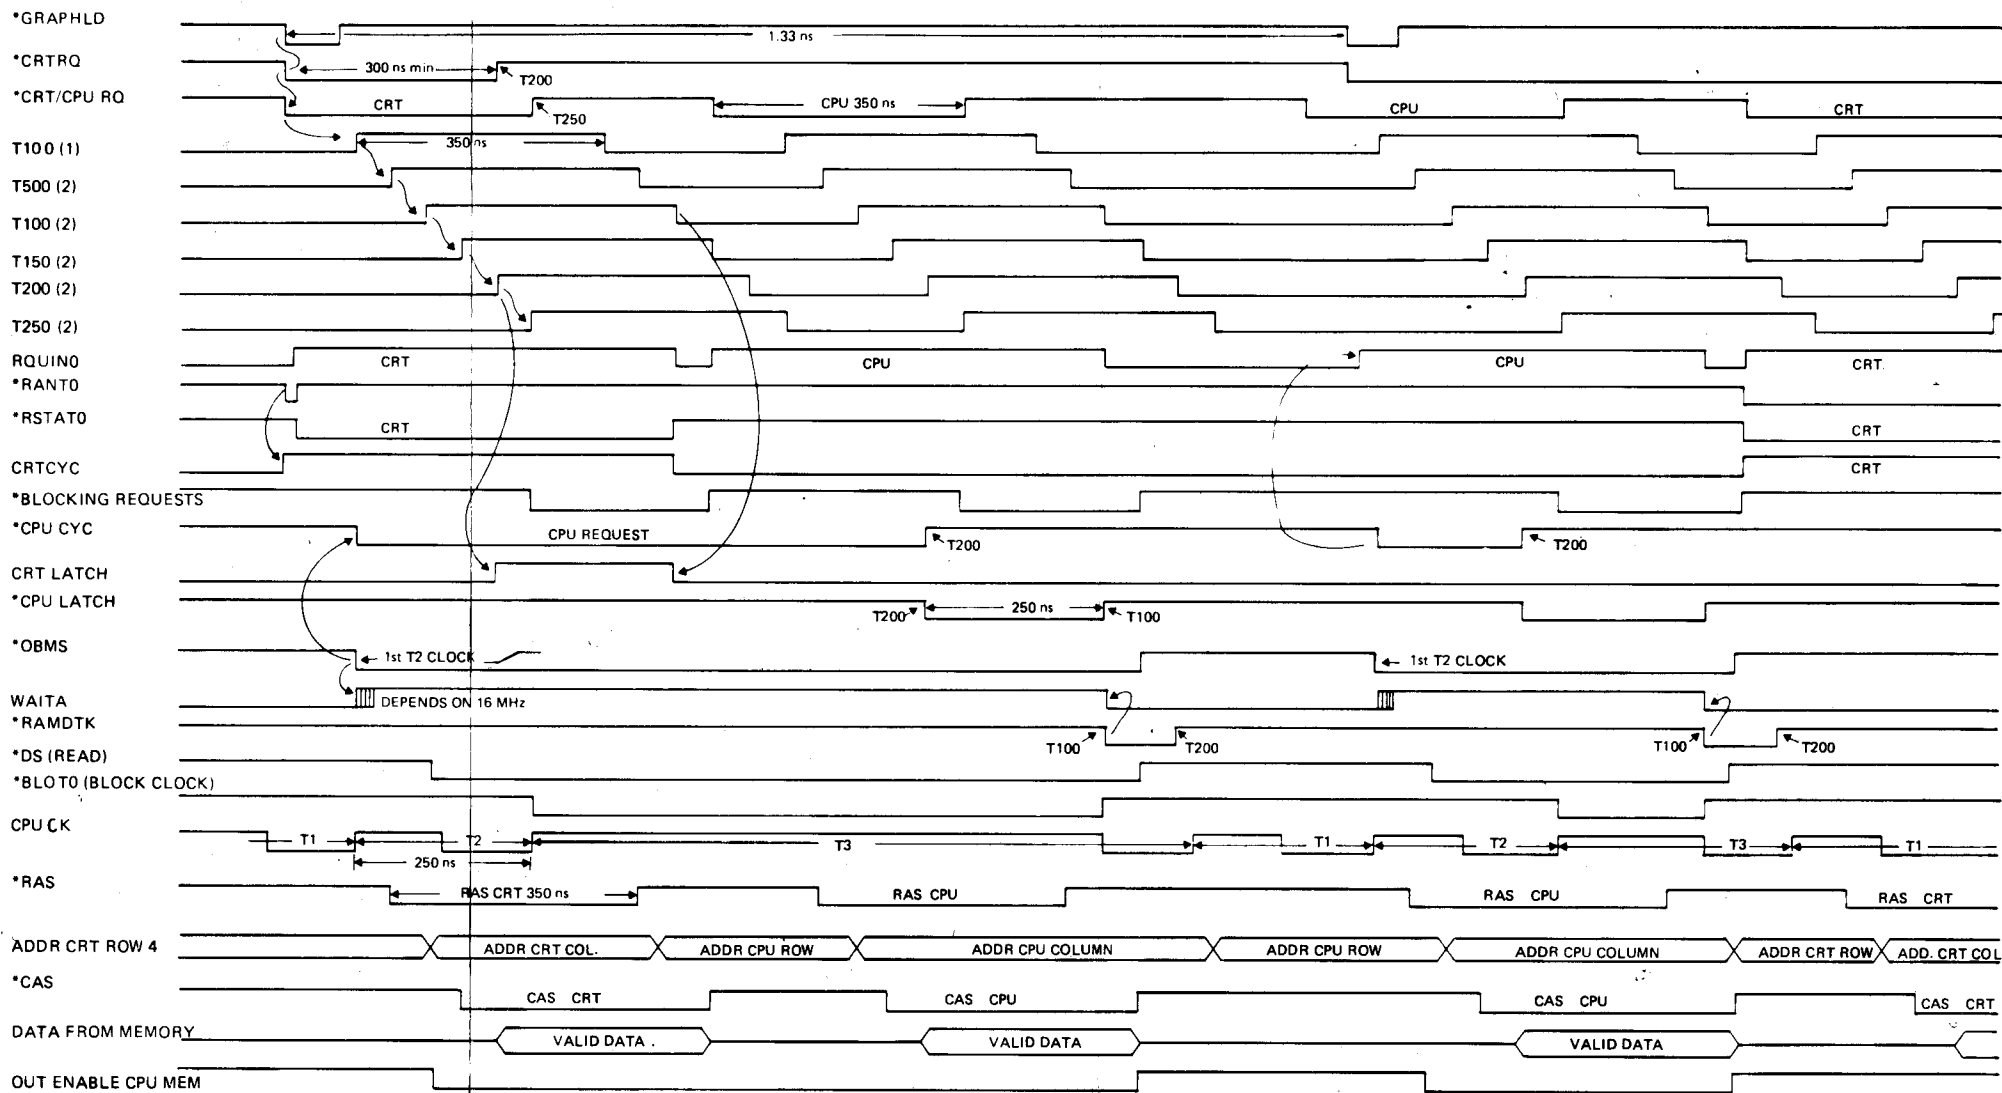 *GRAPHLD
1.33 ns
*CRTRQ
300 ns min
T200
*CRT/CPU RQ
CRT
T250
CPU 350 ns
CPU
CRT
T100 (1)
350 ns
T500 (2)
T100 (2)
T150 (2)
T200 (2)
T250 (2)
RQUIN0
CRT
CPU
CPU
CRT
*RANT0
*RSTAT0
CRT
CRT
CRTCYC
CRT
*BLOCKING REQUESTS
*CPU CYC
CPU REQUEST
T200
T200
CRT LATCH
*CPU LATCH
T200
250 ns
T100
*OBMS
1st T2 CLOCK
1st T2 CLOCK
WAITA
DEPENDS ON 16 MHz
*RAMDTK
T100
T200
T100
T200
*DS (READ)
*BLOT0 (BLOCK CLOCK)
CPU CK
T1
T2
T3
T1
T2
T3
T1
250 ns
*RAS
RAS CRT 350 ns
RAS CPU
RAS CPU
RAS CRT
ADDR CRT ROW 4
ADDR CRT COL.
ADDR CPU ROW
ADDR CPU COLUMN
ADDR CPU ROW
ADDR CPU COLUMN
ADDR CRT ROW
ADD. CRT COL
*CAS
CAS CRT
CAS CPU
CAS CPU
CAS CRT
DATA FROM MEMORY
VALID DATA .
VALID DATA
VALID DATA
OUT ENABLE CPU MEM